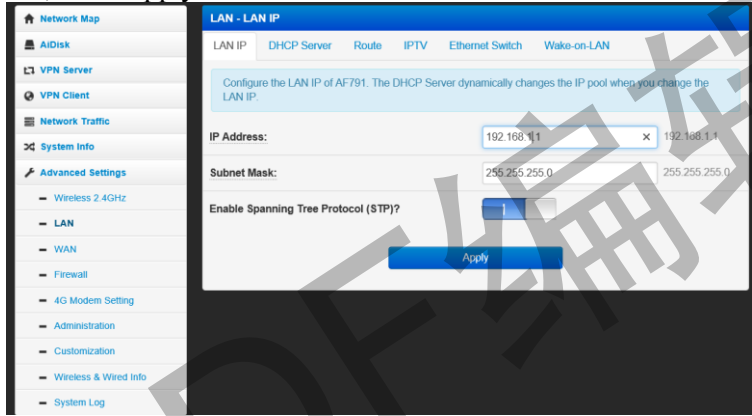 Network Map
AiDisk
VPN Server
VPN Client
Network Traffic
System Info
Advanced Settings
Wireless 2.4GHz
LAN
WAN
Firewall
4G Modem Setting
Administration
Customization
Wireless & Wired Info
System Log
LAN - LAN IP
LAN IP DHCP Server Route IPTV Ethernet Switch Wake-on-LAN
Configure the LAN IP of AF791. The DHCP Server dynamically changes the IP pool when you change the
LAN IP.
IP Address: 192.168.1.1 × 192.168.1.1
Subnet Mask: 255.255.255.0 255.255.255.0
Enable Spanning Tree Protocol (STP)?
Apply
DF编辑